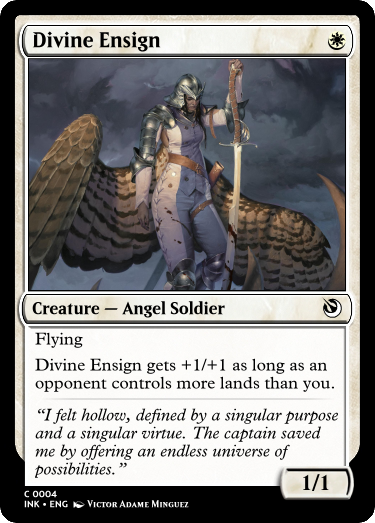 Divine Ensign
Creature — Angel Soldier
Flying
Divine Ensign gets +1/+1 as long as an
opponent controls more lands than you.
“I felt hollow, defined by a singular purpose
and a singular virtue. The captain saved
me by offering an endless universe of
possibilities.”
1/1
C 0004
INK • ENG Victor Adame Minguez